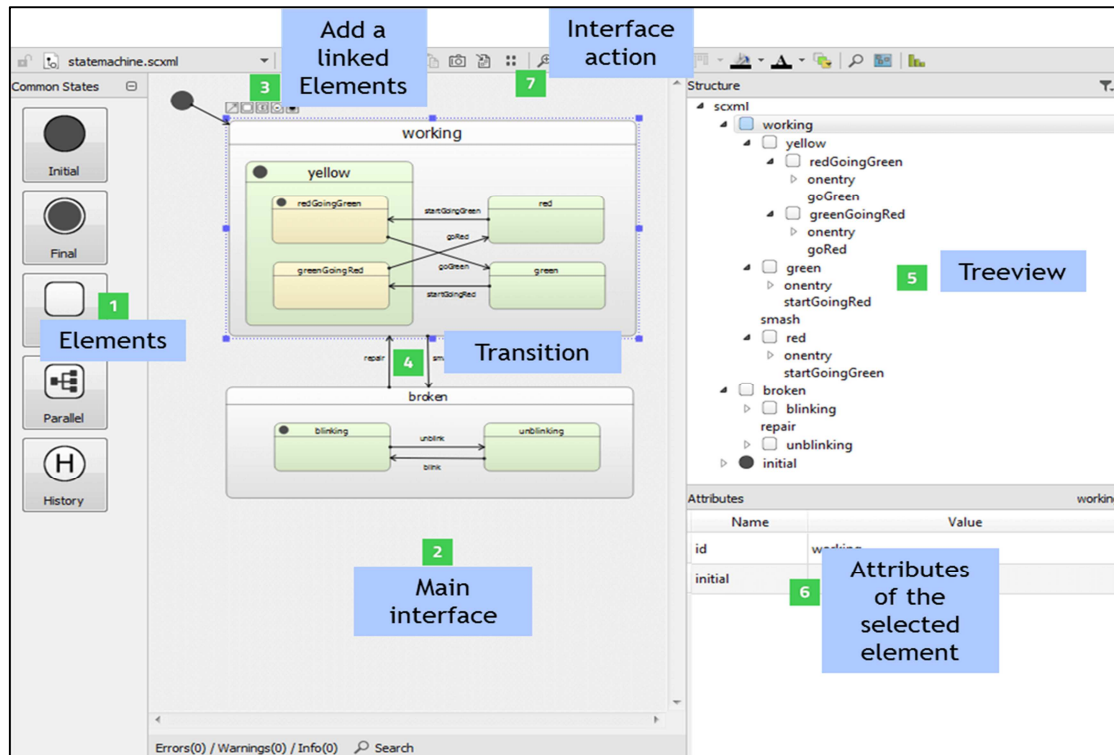 Add a
linked
Elements
Interface
action
statemachine.scxml
3
7
Common States
Structure
Initial
Final
1
Elements
Parallel
H
History
working
yellow
redGoingGreen
startGoingGreen
red
goRed
greenGoingRed
goGreen
green
startGoingRed
repair
4
Transition
broken
blinking
unblink
unblinking
blink
2
Main
interface
scxml
working
yellow
redGoingGreen
onentry
goGreen
greenGoingRed
onentry
goRed
green
5
Treeview
onentry
startGoingRed
smash
red
onentry
startGoingGreen
broken
blinking
repair
unblinking
initial
Attributes
working
Name
Value
id
working
initial
6
Attributes
of the
selected
element
Errors(0) / Warnings(0) / Info(0)
Search